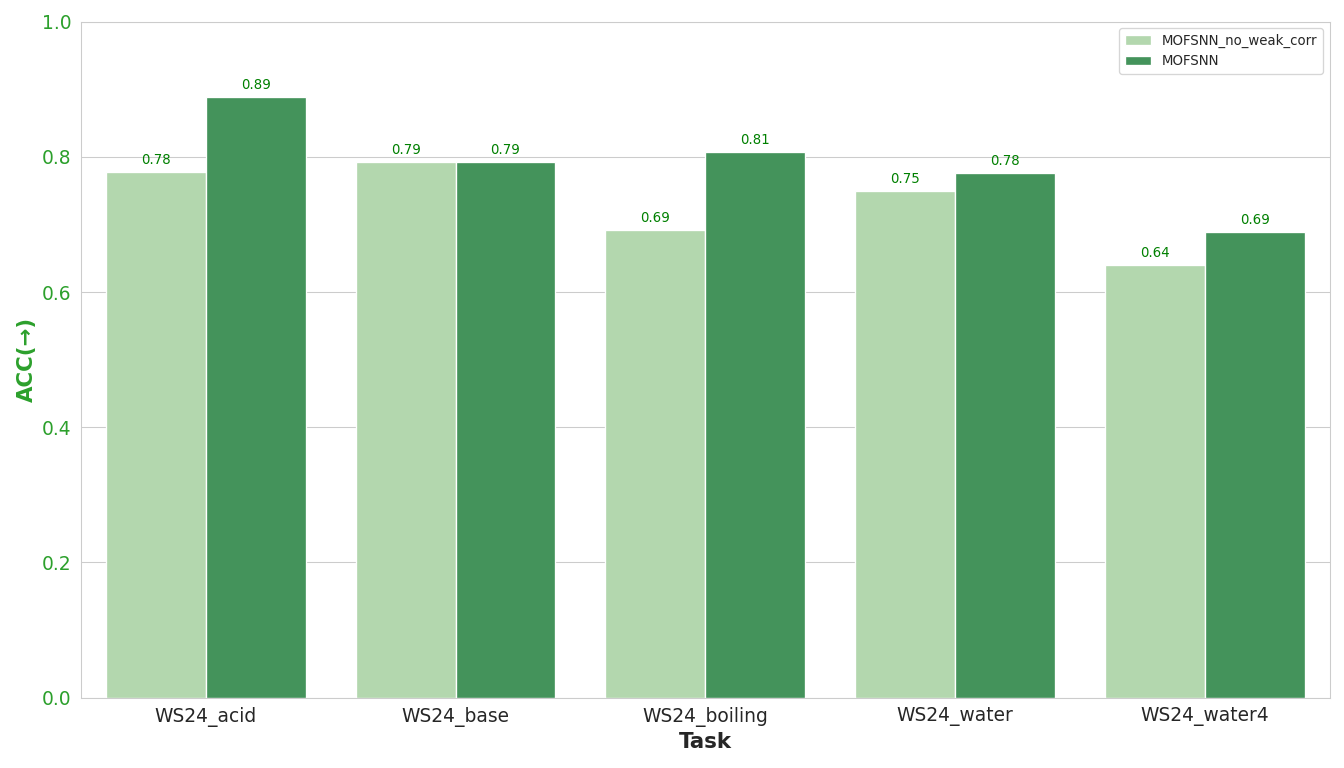 1.0
0.8
0.6
0.4
0.2
0.0
ACC(→)
MOFSNN_no_weak_corr
MOFSNN
0.78
0.89
0.79
0.79
0.69
0.81
0.75
0.78
0.64
0.69
WS24_acid
WS24_base
WS24_boiling
WS24_water
WS24_water4
Task